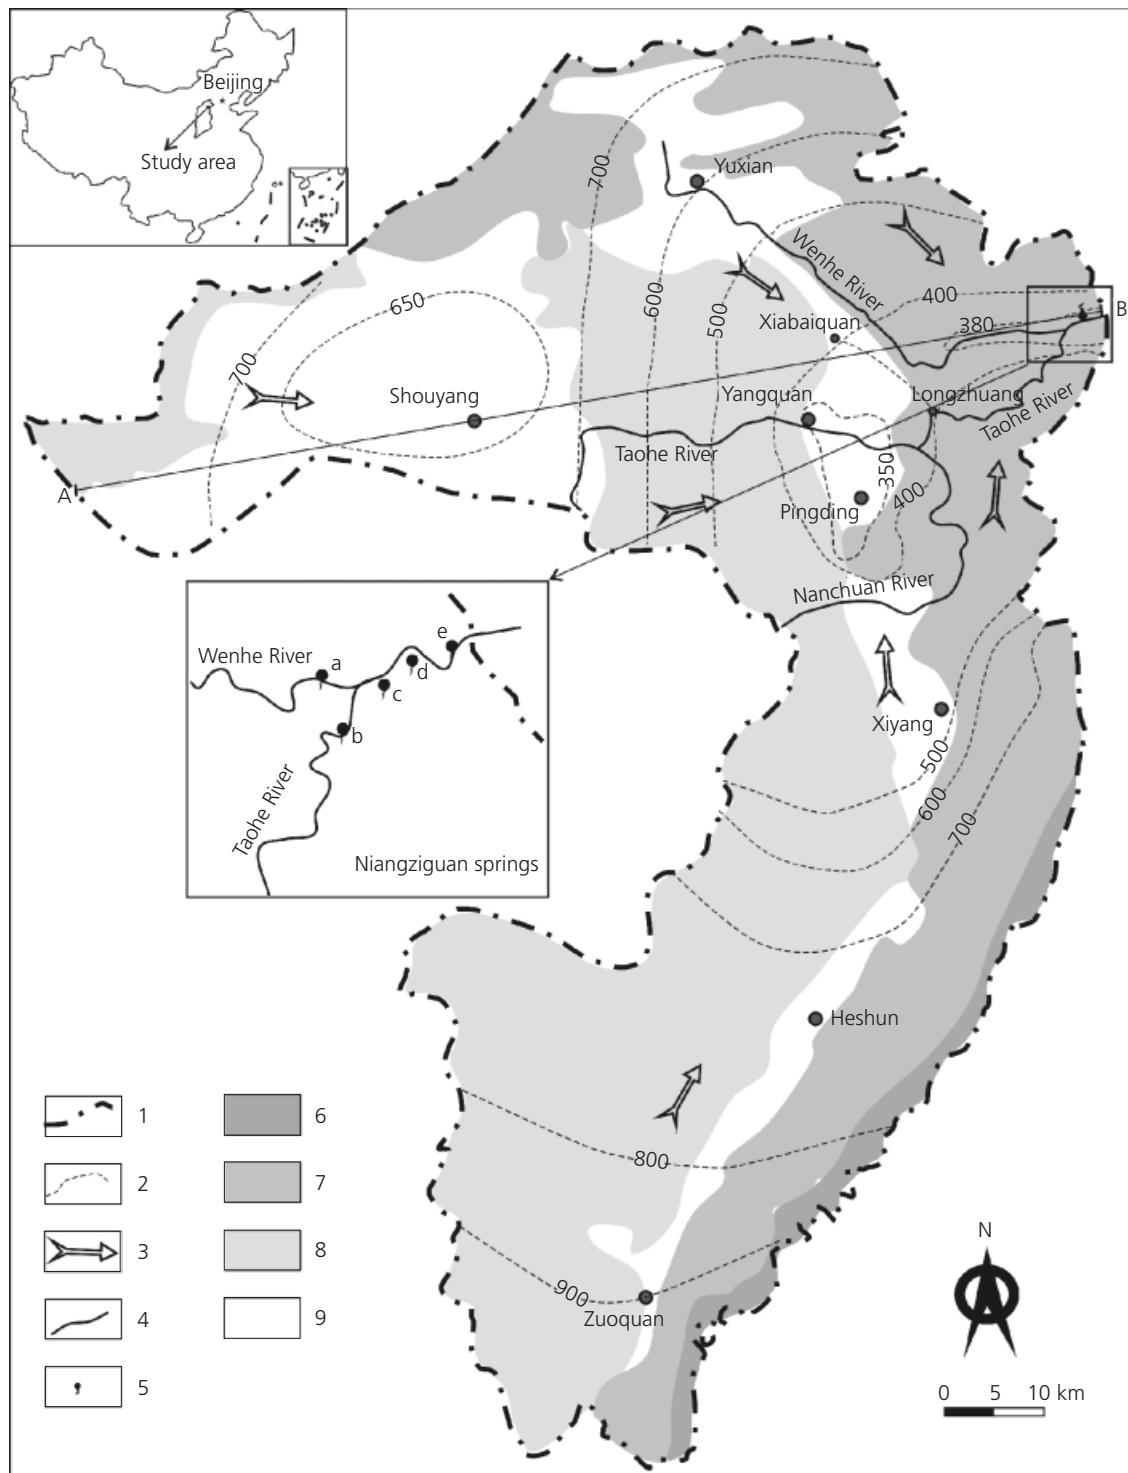 Beijing
Study area
Yuxian
700
Wenhe River
650
600
500
400
B
Xiabaiquan
380
700
Shouyang
Yangquan
Longzhuang
Taohe River
Taohe River
350
A
400
Pingding
Nanchuan River
Wenhe River
a
e
d
c
b
Taohe River
Niangziguan springs
Xiyang
500
600
700
Heshun
800
900
Zuoquan
1
2
3
4
5
6
7
8
9
N
0 5 10 km